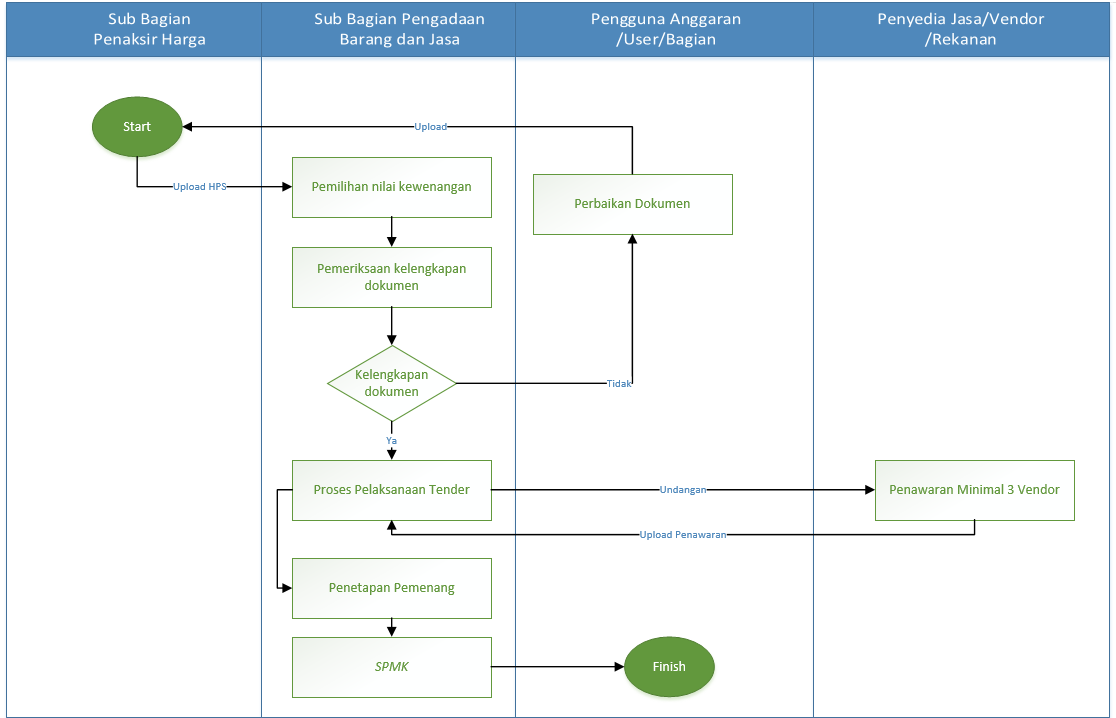 Sub Bagian
Penaksir Harga
Sub Bagian Pengadaan
Barang dan Jasa
Pengguna Anggaran
/User/Bagian
Penyedia Jasa/Vendor
/Rekanan
Start
Upload
Upload HPS
Pemilihan nilai kewenangan
Perbaikan Dokumen
Pemeriksaan kelengkapan
dokumen
Kelengkapan
dokumen
Tidak
Ya
Proses Pelaksanaan Tender
Undangan
Penawaran Minimal 3 Vendor
Upload Penawaran
Penetapan Pemenang
SPMK
Finish